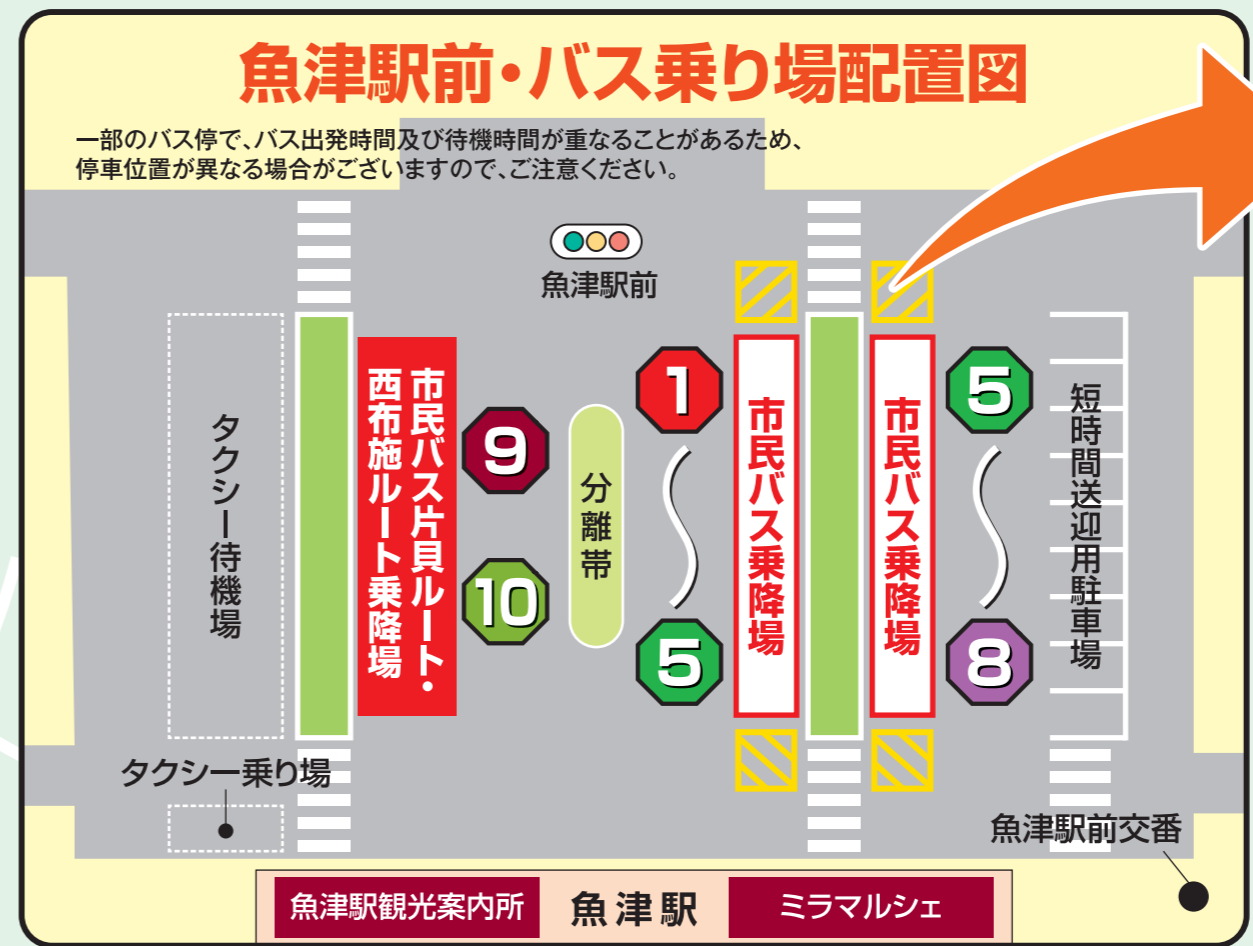 魚津駅前・バス乗り場配置図
一部のバス停で、バス出発時間及び待機時間が重なることがあるため、
停車位置が異なる場合がございますので、ご注意ください。
魚津駅前
タクシー待機場
市民バス片貝ルート・
西布施ルート乗降場
9
10
分離帯
1
5
市民バス乗降場
市民バス乗降場
5
8
短時間送迎用駐車場
タクシー乗り場
魚津駅前交番
魚津駅観光案内所
魚津駅
ミラマルシェ